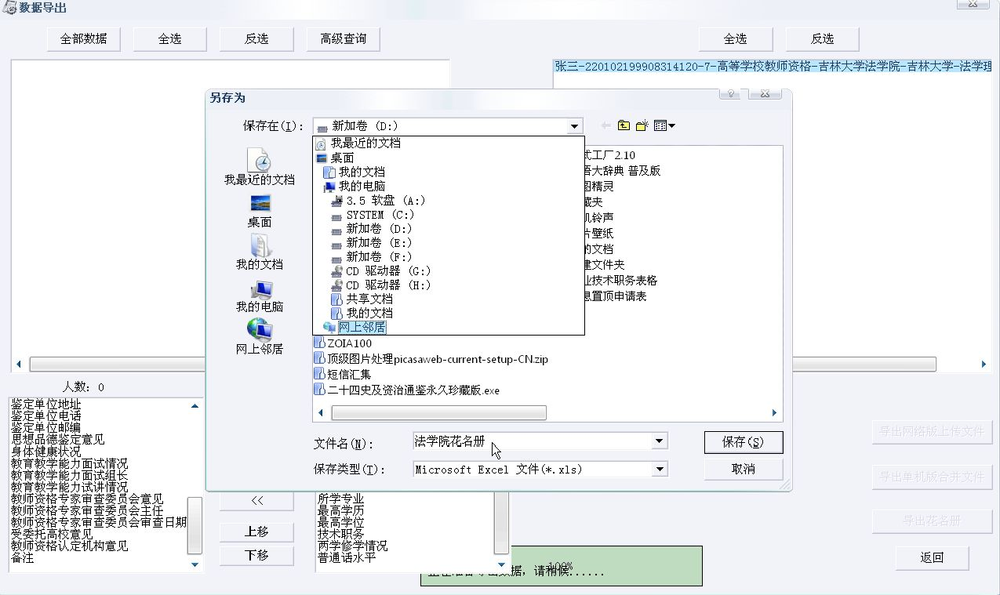 数据导出
全部数据
全选
反选
高级查询
全选
反选
张三-220102199908314120-7-高等学校教师资格-吉林大学法学院-吉林大学-法学理
另存为
保存在(I):
新加卷 (D:)
我最近的文档
桌面
我的文档
我的电脑
3.5 软盘 (A:)
SYSTEM (C:)
新加卷 (D:)
新加卷 (E:)
新加卷 (F:)
CD 驱动器 (G:)
CD 驱动器 (H:)
共享文档
我的文档
网上邻居
我最近的文档
桌面
我的文档
我的电脑
网上邻居
式工厂2.10
语大辞典 普及版
图精灵
藏夹
机铃声
片壁纸
的文档
建文件夹
业技术职务表格
息置顶申请表
ZOIA100
顶级图片处理picasaweb-current-setup-CN.zip
短信汇集
二十四史及资治通鉴永久珍藏版.exe
文件名(N):
法学院花名册
保存(S)
保存类型(T):
Microsoft Excel 文件(*.xls)
取消
人数: 0
鉴定单位地址
鉴定单位电话
鉴定单位邮编
思想品德鉴定意见
身体健康状况
教育教学能力面试情况
教育教学能力面试组长
教育教学能力试讲情况
教师资格专家审查委员会意见
教师资格专家审查委员会主任
教师资格专家审查委员会审查日期
受委托高校意见
教师资格认定机构意见
备注
<<
上移
下移
所学专业
最高学历
最高学位
技术职务
两学修学情况
普通话水平
100%
正在准备导出数据, 请稍候......
导出网络版上传文件
导出单机版合并文件
导出花名册
返回